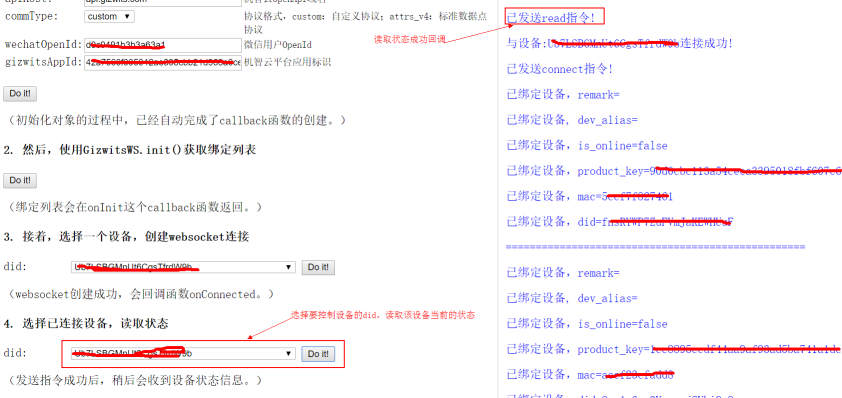 apiHost: api.gizwits.com
commType: custom 协议格式, custom: 自定义协议; attrs_v4: 标准数据点
协议
wechatOpenId: 微信用户OpenId
gizwitsAppId: 机智云平台应用标识
Do it!
(初始化对象的过程中, 已经自动完成了callback函数的创建。)
2. 然后, 使用GizwitsWS.init()获取绑定列表
Do it!
(绑定列表会在onInit这个callback函数返回。)
3. 接着, 选择一个设备, 创建websocket连接
did: Do it!
(websocket创建成功, 会回调函数onConnected。)
4. 选择已连接设备, 读取状态
did: Do it!
(发送指令成功后, 稍后会收到设备状态信息。)
读取状态成功回调
选择要控制设备的did, 读取该设备当前的状态
已发送read指令!
与设备: 连接成功!
已发送connect指令!
已绑定设备, remark=
已绑定设备, dev_alias=
已绑定设备, is_online=false
已绑定设备, product_key=
已绑定设备, mac=
已绑定设备, did=
==============================================
已绑定设备, remark=
已绑定设备, dev_alias=
已绑定设备, is_online=false
已绑定设备, product_key=
已绑定设备, mac=